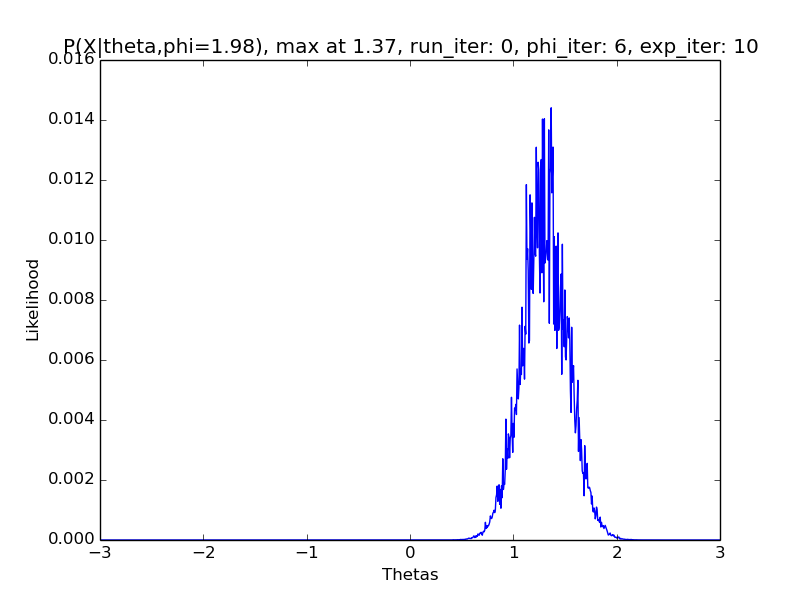 P(X|theta,phi=1.98), max at 1.37, run_iter: 0, phi_iter: 6, exp_iter: 10
0.016
0.014
0.012
0.010
0.008
0.006
0.004
0.002
0.000
Likelihood
−3 −2 −1 0 1 2 3
Thetas